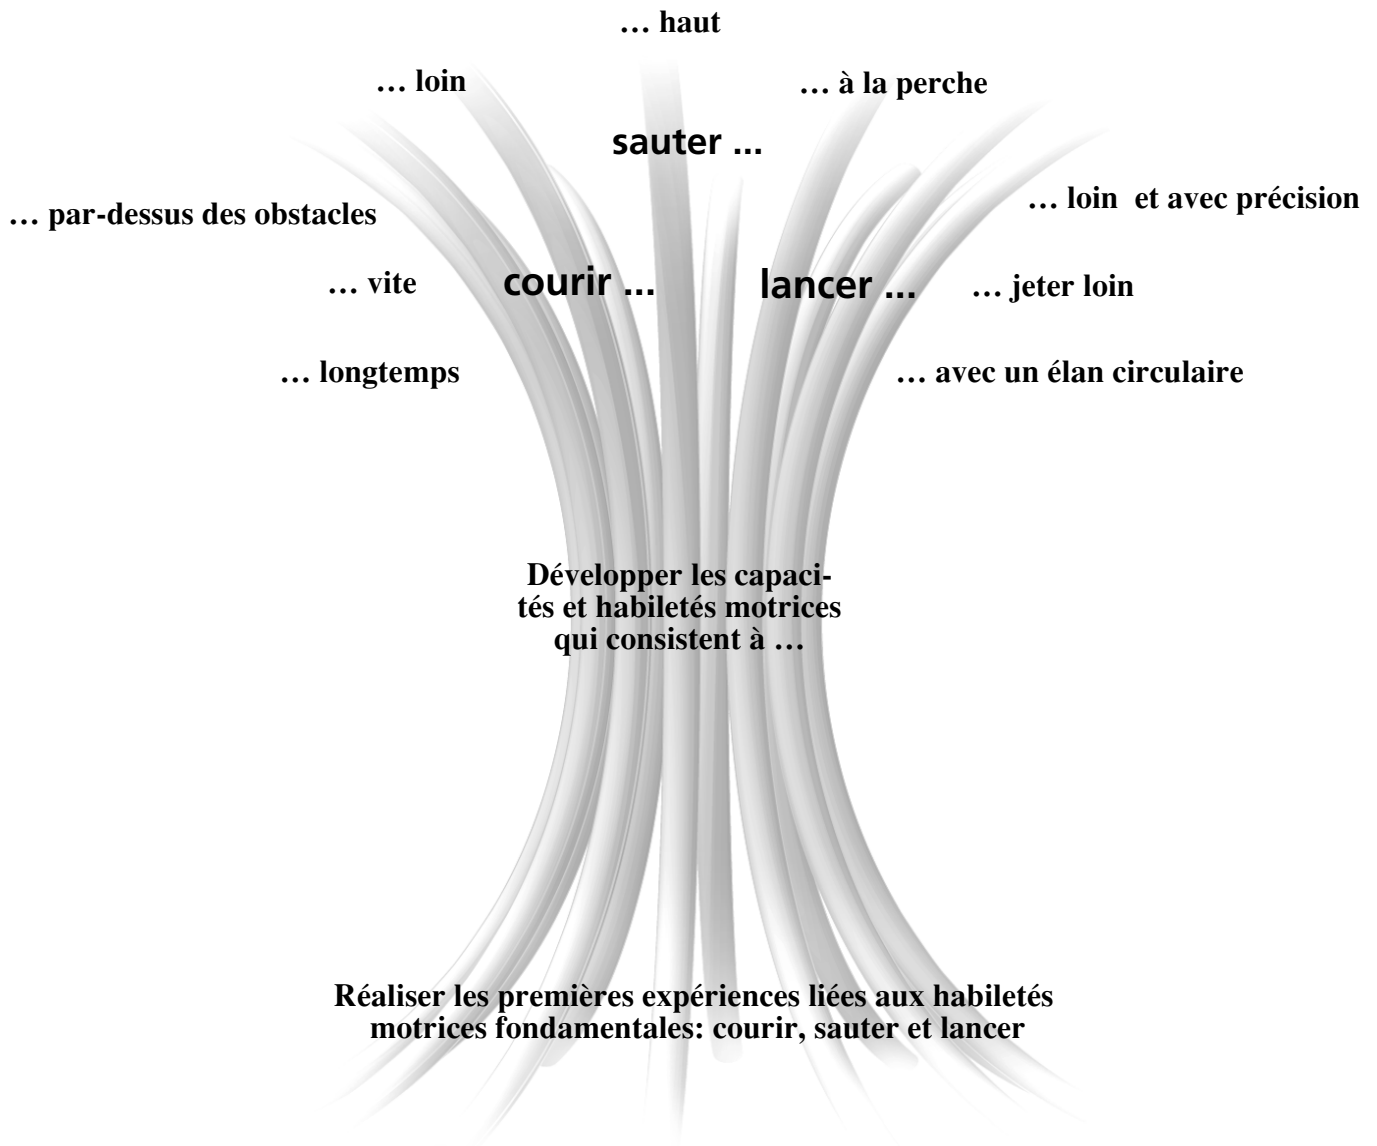 … haut
… loin
… à la perche
sauter ...
… par-dessus des obstacles
… loin et avec précision
… vite
courir ...
lancer ...
… jeter loin
… longtemps
… avec un élan circulaire
Développer les capaci-
tés et habiletés motrices
qui consistent à …
Réaliser les premières expériences liées aux habiletés
motrices fondamentales: courir, sauter et lancer